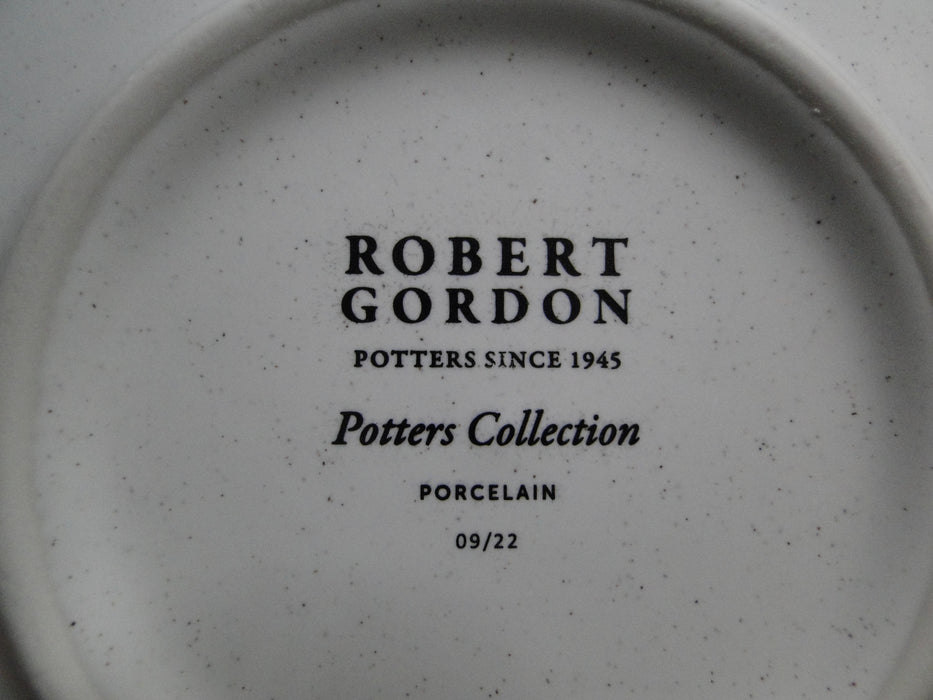 ROBERT
GORDON
POTTERS SINCE 1945
Potters Collection
PORCELAIN
09/22